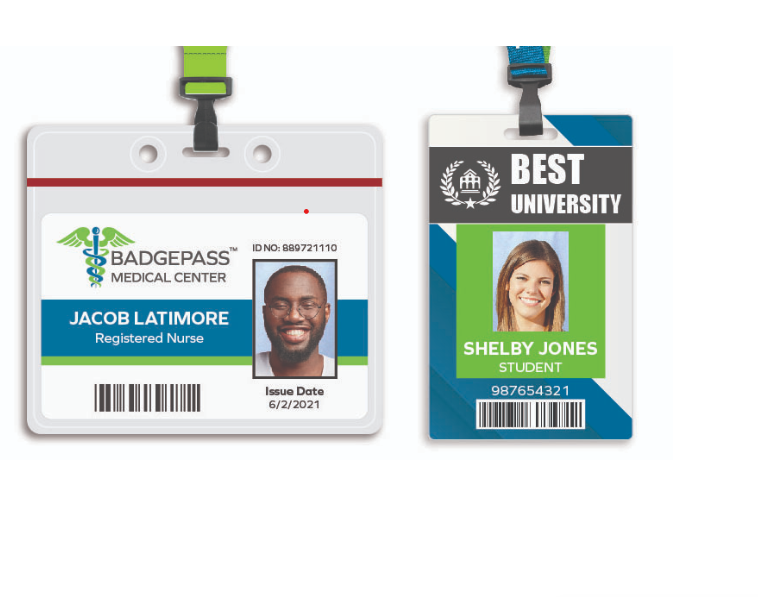 BADGEPASS™
MEDICAL CENTER
ID NO: 889721110
JACOB LATIMORE
Registered Nurse
Issue Date
6/2/2021
BEST
UNIVERSITY
SHELBY JONES
STUDENT
987654321